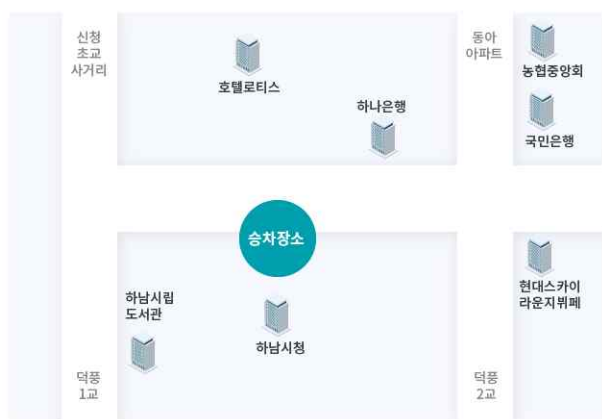 신청
초교
사거리
호텔로티스
하나은행
동아
아파트
농협중앙회
국민은행
승차장소
하남시립
도서관
하남시청
현대스카이
라운지뷔페
덕풍
1교
덕풍
2교